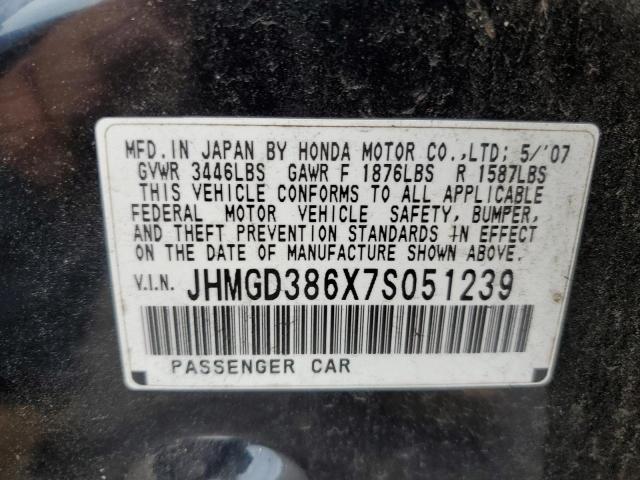 MFD. IN JAPAN BY HONDA MOTOR CO.,LTD; 5/'07
GVWR 3446LBS GAWR F 1876LBS R 1587LBS
THIS VEHICLE CONFORMS TO ALL APPLICABLE
FEDERAL MOTOR VEHICLE SAFETY, BUMPER,
AND THEFT PREVENTION STANDARDS IN EFFECT
ON THE DATE OF MANUFACTURE SHOWN ABOVE.
V.I.N. JHMGD386X7S051239
PASSENGER CAR